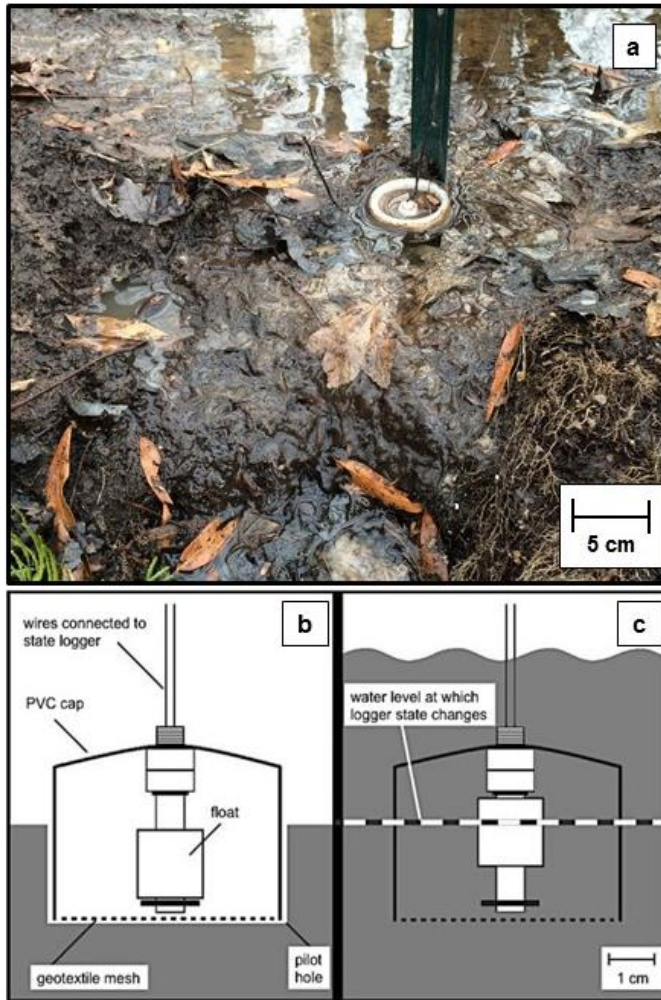 a
5 cm
b
wires connected to
state logger
PVC cap
float
geotextile mesh
pilot
hole
c
water level at which
logger state changes
1 cm